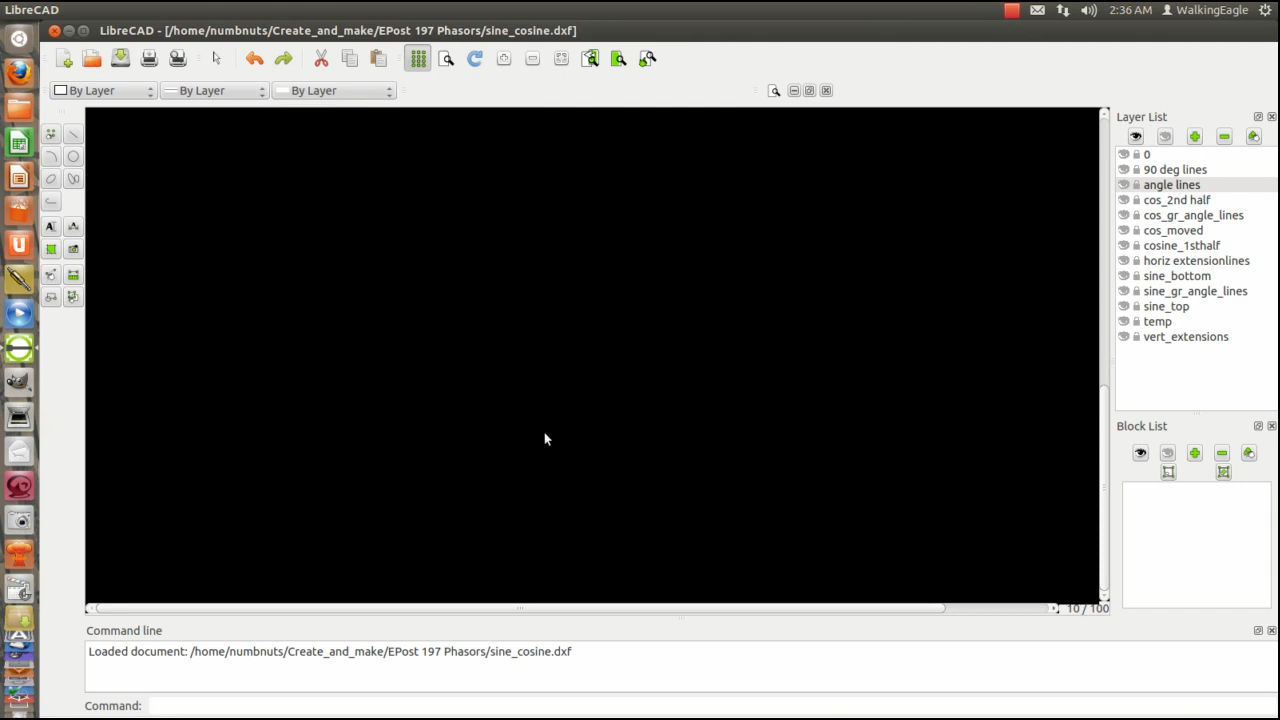 LibreCAD
2:36 AM
WalkingEagle
LibreCAD - [/home/numbnuts/Create_and_make/EPost 197 Phasors/sine_cosine.dxf]
By Layer
By Layer
By Layer
Layer List
0
90 deg lines
angle lines
cos_2nd half
cos_gr_angle_lines
cos_moved
cosine_1sthalf
horiz extensionlines
sine_bottom
sine_gr_angle_lines
sine_top
temp
vert_extensions
Block List
10 / 100
Command line
Loaded document: /home/numbnuts/Create_and_make/EPost 197 Phasors/sine_cosine.dxf
Command: